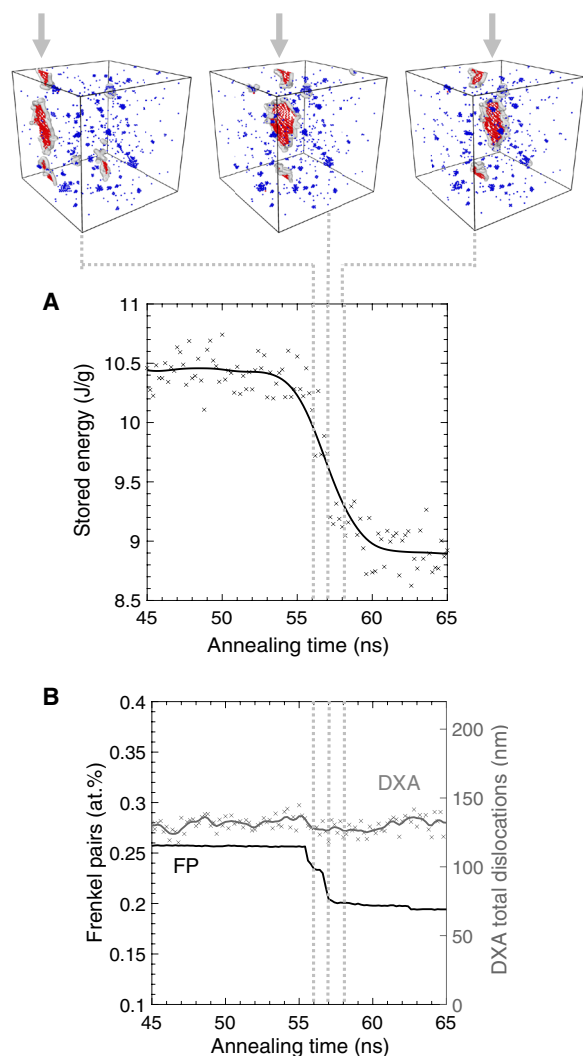 A
11
10.5
10
9.5
9
8.5
Stored energy (J/g)
45 50 55 60 65
Annealing time (ns)
B
0.4
0.35
0.3
0.25
0.2
0.15
0.1
Frenkel pairs (at.%)
DXA
FP
200
150
100
50
0
DXA total dislocations (nm)
45 50 55 60 65
Annealing time (ns)